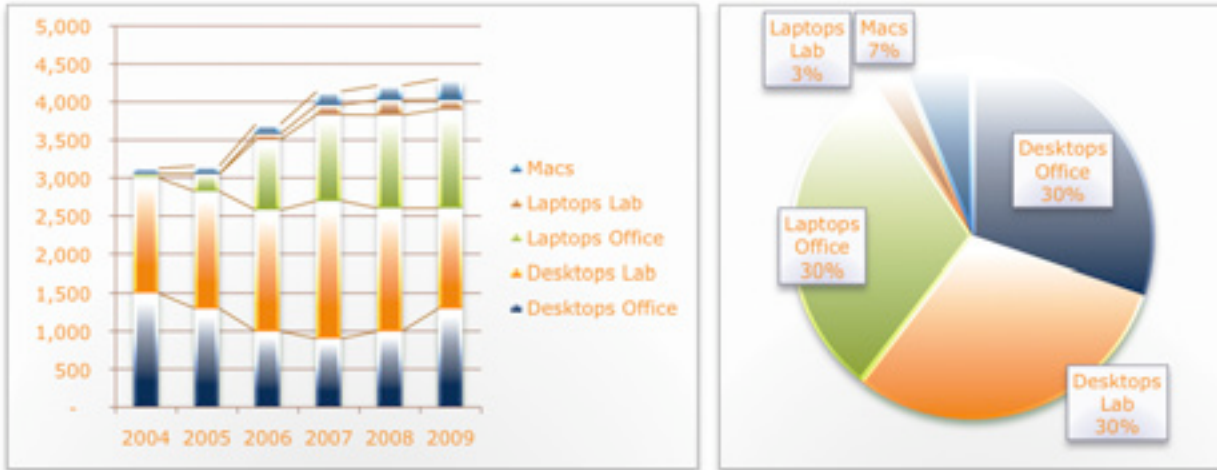 5,000
4,500
4,000
3,500
3,000
2,500
2,000
1,500
1,000
500
-
2004 2005 2006 2007 2008 2009
Macs
Laptops Lab
Laptops Office
Desktops Lab
Desktops Office
Laptops
Lab
3%
Macs
7%
Desktops
Office
30%
Laptops
Office
30%
Desktops
Lab
30%